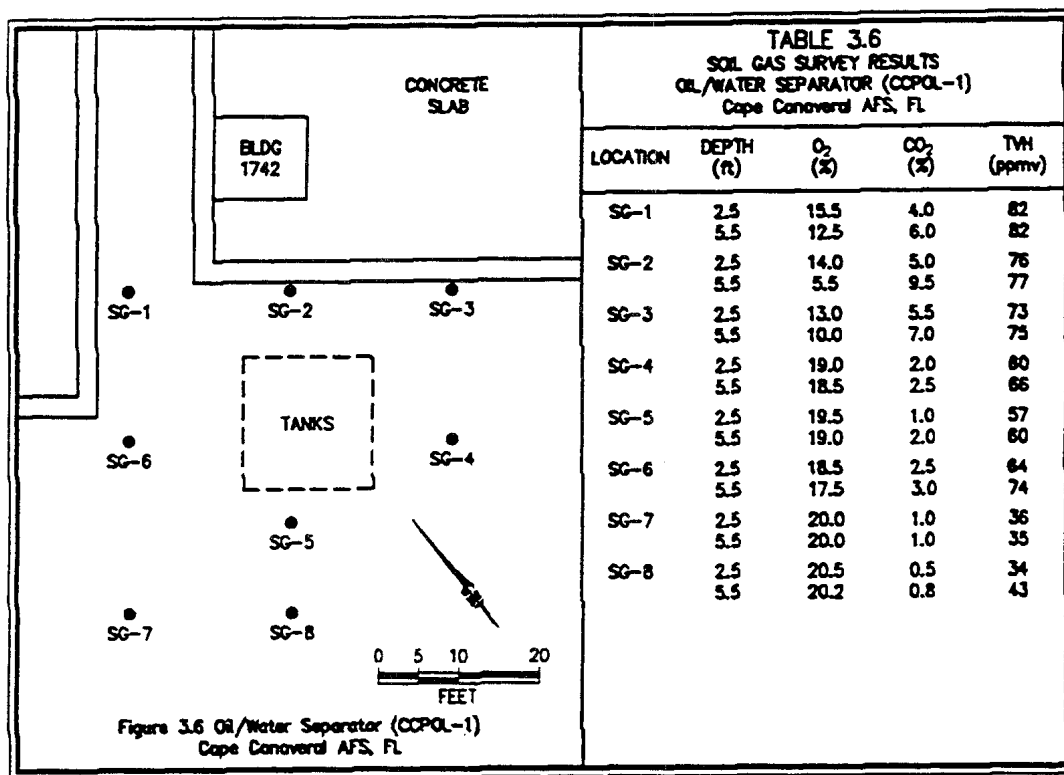 CONCRETE
SLAB
BLDG
1742
SG-1
SG-2
SG-3
TANKS
SG-6
SG-4
SG-5
SG-7
SG-8
0 5 10 20
FEET
Figure 3.6 Oil/Water Separator (CCPOL-1)
Cape Canaveral AFS, FL
TABLE 3.6
SOIL GAS SURVEY RESULTS
OIL/WATER SEPARATOR (CCPOL-1)
Cape Canaveral AFS, FL
LOCATION DEPTH (ft) O2 (%) CO2 (%) TVH (ppmv)
SG-1 2.5 15.5 4.0 82
5.5 12.5 6.0 82
SG-2 2.5 14.0 5.0 76
5.5 5.5 9.5 77
SG-3 2.5 13.0 5.5 73
5.5 10.0 7.0 75
SG-4 2.5 19.0 2.0 60
5.5 18.5 2.5 66
SG-5 2.5 19.5 1.0 57
5.5 19.0 2.0 60
SG-6 2.5 18.5 2.5 64
5.5 17.5 3.0 74
SG-7 2.5 20.0 1.0 36
5.5 20.0 1.0 35
SG-8 2.5 20.5 0.5 34
5.5 20.2 0.8 43